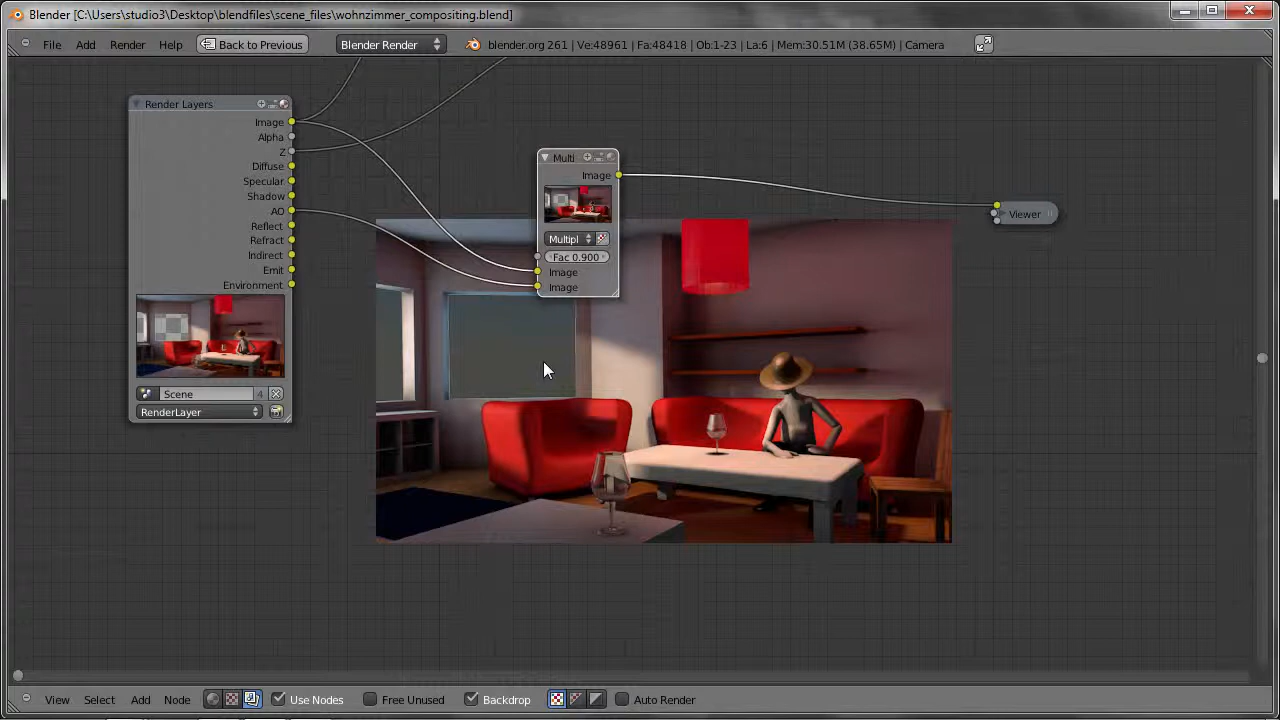 Blender [C:\Users\studio3\Desktop\blendfiles\scene_files\wohnzimmer_compositing.blend]
File Add Render Help Back to Previous Blender Render blender.org 261 | Ve:48961 | Fa:48418 | Ob:1-23 | La:6 | Mem:30.51M (38.65M) | Camera
Render Layers
Image
Alpha
Z
Diffuse
Specular
Shadow
AO
Reflect
Refract
Indirect
Emit
Environment
Scene 4
RenderLayer
Multi
Image
Multipl
Fac 0.900
Image
Image
Viewer
View Select Add Node Use Nodes Free Unused Backdrop Auto Render